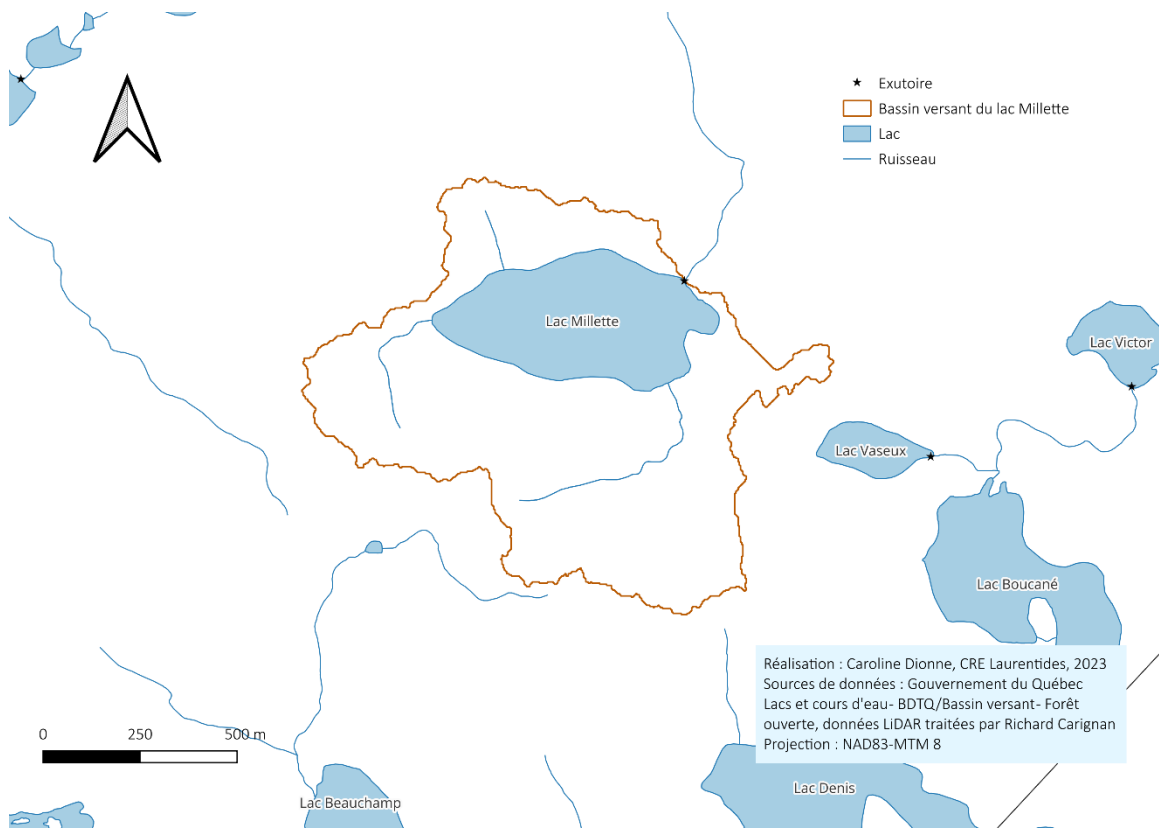 Exutoire
Bassin versant du lac Millette
Lac
Ruisseau
Lac Millette
Lac Victor
Lac Vaseux
Lac Boucané
Réalisation : Caroline Dionne, CRE Laurentides, 2023
Sources de données : Gouvernement du Québec
Lacs et cours d'eau- BDTQ/Bassin versant- Forêt
ouverte, données LiDAR traitées par Richard Carignan
Projection : NAD83-MTM 8
0 250 500 m
Lac Denis
Lac Beauchamp